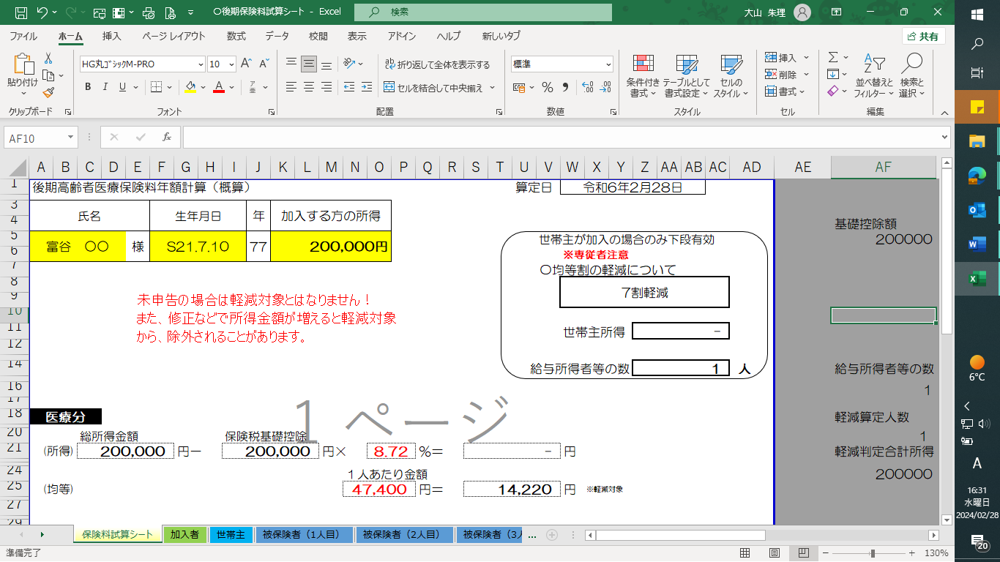 〇後期保険料試算シート - Excel
検索
大山 朱理
ファイル ホーム 挿入 ページ レイアウト 数式 データ 校閲 表示 アドイン ヘルプ 新しいタブ 共有
貼り付け
クリップボード
HG丸ｺﾞｼｯｸM-PRO 10
B I U
フォント
折り返して全体を表示する
セルを結合して中央揃え
配置
標準
数値
条件付き書式
テーブルとして書式設定
セルのスタイル
スタイル
挿入
削除
書式
セル
並べ替えとフィルター
検索と選択
編集
AF10
fx
A B C D E F G H I J K L M N O P Q R S T U V W X Y Z AA AB AC AD AE AF
後期高齢者医療保険料年額計算（概算） 算定日 令和6年2月28日
氏名 生年月日 年 加入する方の所得
富谷 〇〇 様 S21.7.10 77 200,000円
世帯主が加入の場合のみ下段有効
※専従者注意
〇均等割の軽減について
７割軽減
世帯主所得 －
給与所得者等の数 1 人
未申告の場合は軽減対象とはなりません！
また、修正などで所得金額が増えると軽減対象
から、除外されることがあります。
基礎控除額
200000
給与所得者等の数
1
軽減算定人数
1
軽減判定合計所得
200000
1 ページ
医療分
総所得金額 保険税基礎控除
（所得） 200,000 円－ 200,000 円× 8.72 ％＝ － 円
１人あたり金額
（均等） 47,400 円＝ 14,220 円 ※軽減対象
1
3
4
5
6
7
8
9
10
11
12
14
16
17
18
20
21
24
25
27
29
保険料試算シート 加入者 世帯主 被保険者（1人目） 被保険者（2人目） 被保険者（3人 ...
準備完了
130%
6°C
A
16:31
水曜日
2024/02/28
20